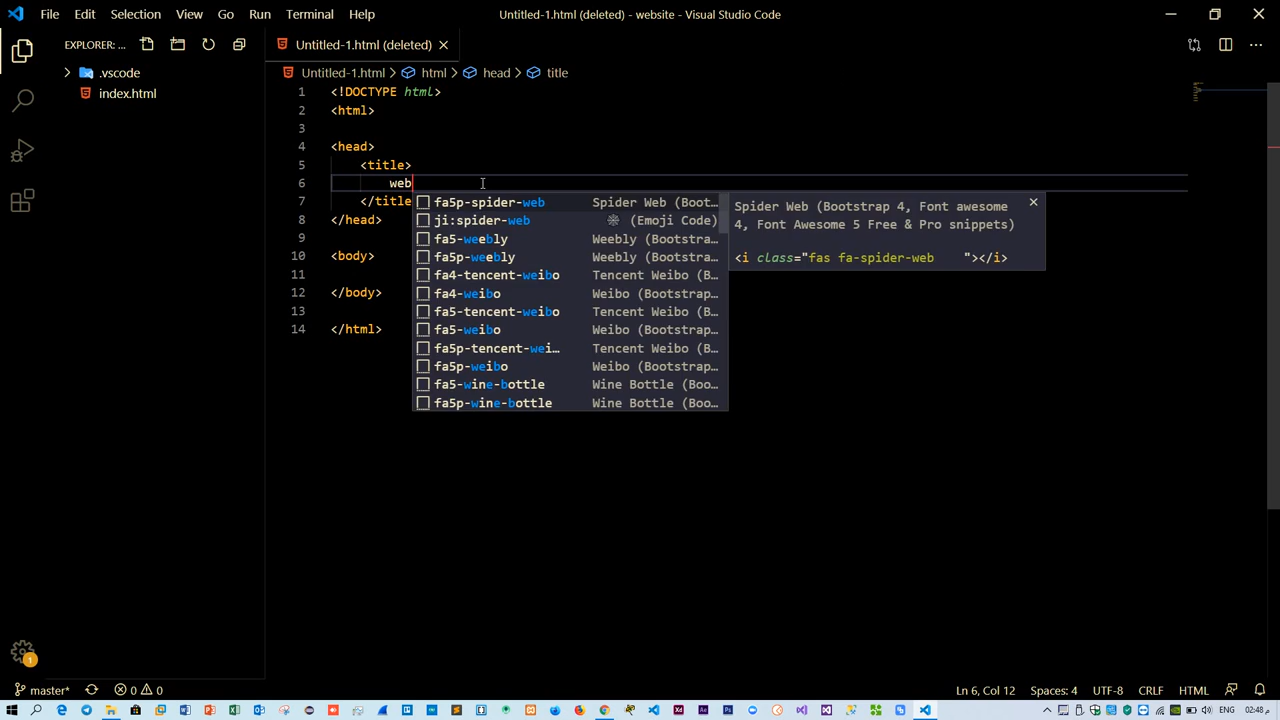 File Edit Selection View Go Run Terminal Help
Untitled-1.html (deleted) - website - Visual Studio Code
EXPLORER: ...
Untitled-1.html (deleted)
.vscode
index.html
Untitled-1.html > html > head > title
1 <!DOCTYPE html>
2 <html>
3
4 <head>
5 <title>
6 web
7 </title
8 </head>
9
10 <body>
11
12 </body>
13
14 </html>
fa5p-spider-web Spider Web (Boot…
ji:spider-web 🕸 (Emoji Code)
fa5-weebly Weebly (Bootstra…
fa5p-weebly Weebly (Bootstra…
fa4-tencent-weibo Tencent Weibo (B…
fa4-weibo Weibo (Bootstrap…
fa5-tencent-weibo Tencent Weibo (B…
fa5-weibo Weibo (Bootstrap…
fa5p-tencent-wei… Tencent Weibo (B…
fa5p-weibo Weibo (Bootstrap…
fa5-wine-bottle Wine Bottle (Boo…
fa5p-wine-bottle Wine Bottle (Boo…
Spider Web (Bootstrap 4, Font awesome
4, Font Awesome 5 Free & Pro snippets)
<i class="fas fa-spider-web "></i>
1
master* 0 0
Ln 6, Col 12 Spaces: 4 UTF-8 CRLF HTML
ENG 02:48 م